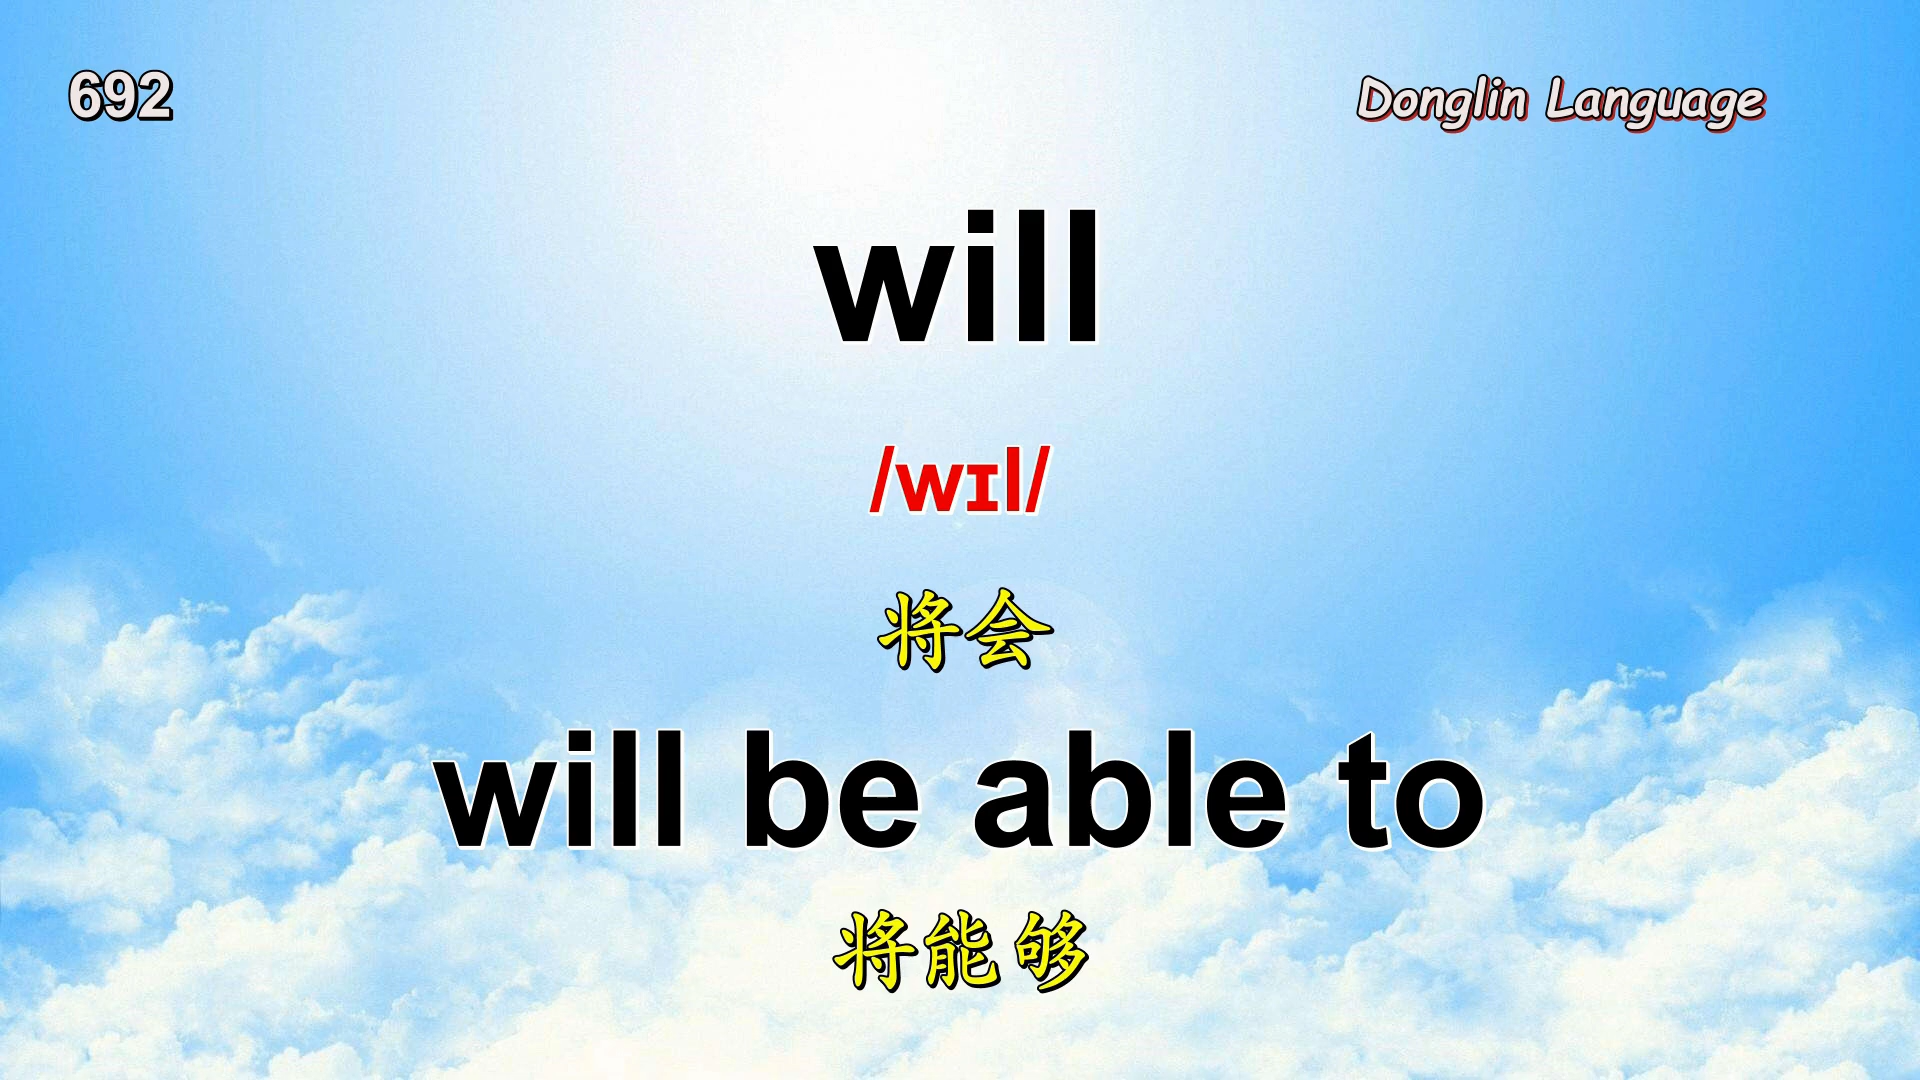 692
Donglin Language
will
/wɪl/
将会
will be able to
将能够